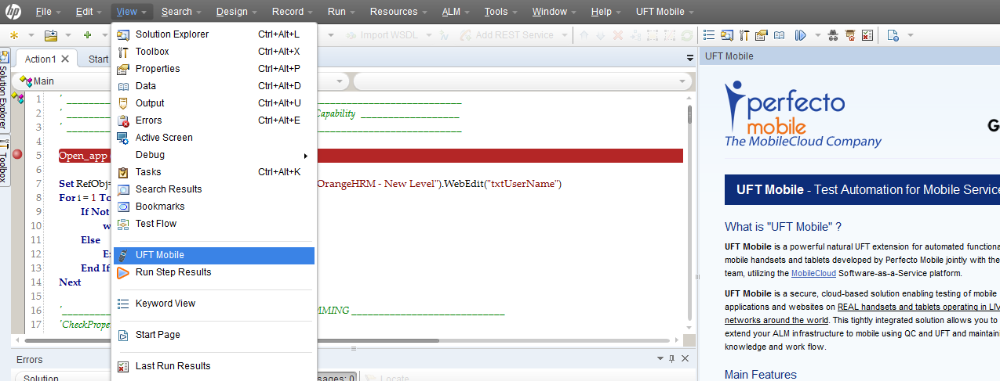 hp File Edit View Search Design Record Run Resources ALM Tools Window Help UFT Mobile
Import WSDL Add REST Service
Solution Explorer Ctrl+Alt+L
Toolbox Ctrl+Alt+X
Properties Ctrl+Alt+P
Data Ctrl+Alt+D
Output Ctrl+Alt+U
Errors Ctrl+Alt+E
Active Screen
Debug
Tasks Ctrl+Alt+K
Search Results
Bookmarks
Test Flow
UFT Mobile
Run Step Results
Keyword View
Start Page
Last Run Results
Solution Explorer
Toolbox
Action1 Start
Main
1 '
2 ' Capability
3 '
4
5 Open_app
6
7 Set RefObj= OrangeHRM - New Level").WebEdit("txtUserName")
8 For i = 1 To
9 If Not
10 w
11 Else
12 Ex
13 End If
14 Next
15
16 ' MMING
17 'CheckPrope
Errors
Solution sages: 0 Locate
UFT Mobile
perfecto
mobile
The MobileCloud Company
G
UFT Mobile - Test Automation for Mobile Service
What is "UFT Mobile" ?
UFT Mobile is a powerful natural UFT extension for automated functiona
mobile handsets and tablets developed by Perfecto Mobile jointly with the
team, utilizing the MobileCloud Software-as-a-Service platform.
UFT Mobile is a secure, cloud-based solution enabling testing of mobile
applications and websites on REAL handsets and tablets operating in LIV
networks around the world. This tightly integrated solution allows you to
extend your ALM infrastructure to mobile using QC and UFT and maintain
knowledge and work flow.
Main Features